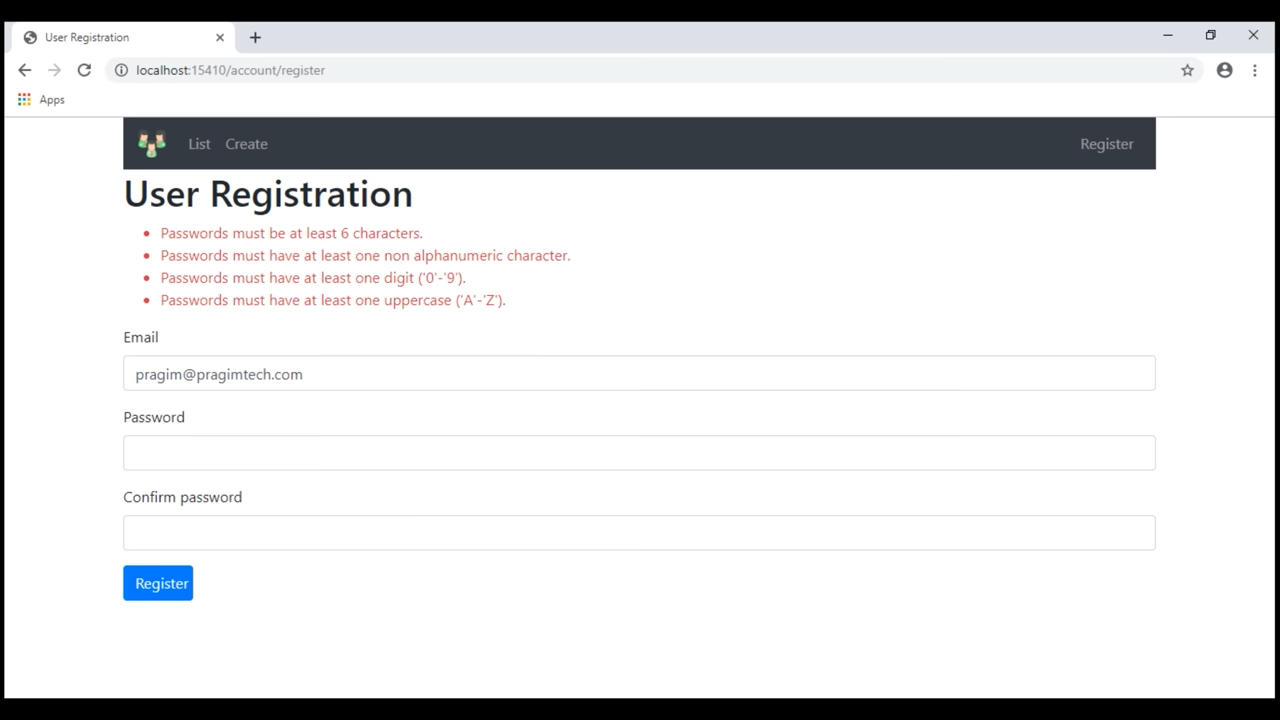 User Registration
localhost:15410/account/register
Apps
List Create Register
User Registration
Passwords must be at least 6 characters.
Passwords must have at least one non alphanumeric character.
Passwords must have at least one digit ('0'-'9').
Passwords must have at least one uppercase ('A'-'Z').
Email
pragim@pragimtech.com
Password
Confirm password
Register